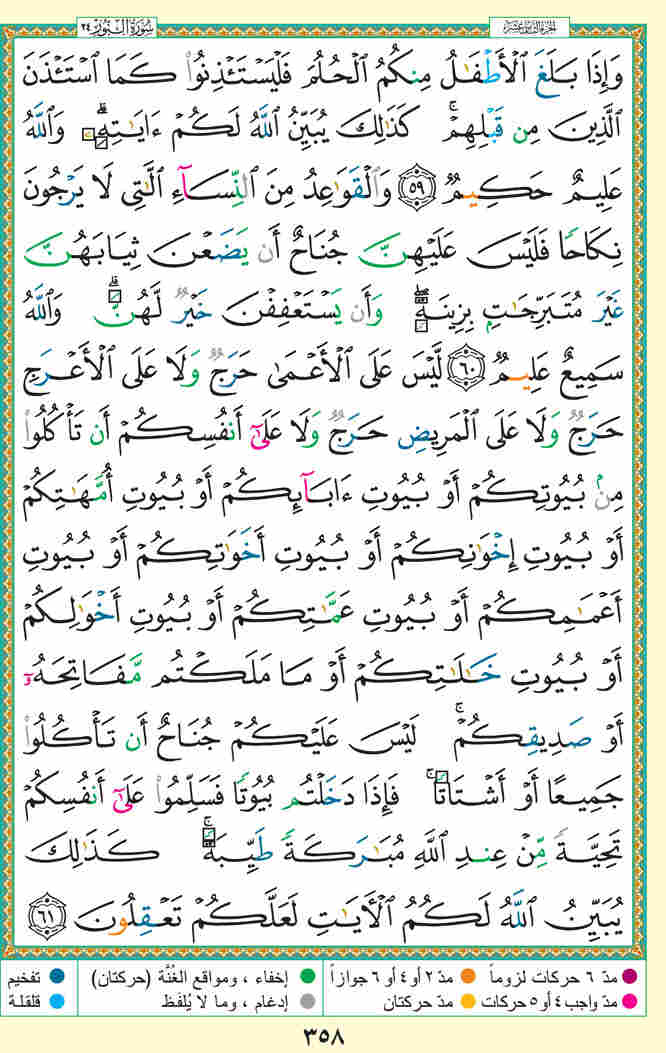 سُورَةُ النُّورِ ٢٤
الجزء الثامن عشر
وَإِذَا بَلَغَ ٱلْأَطْفَٰلُ مِنكُمُ ٱلْحُلُمَ فَلْيَسْتَـْٔذِنُوا۟ كَمَا ٱسْتَـْٔذَنَ
ٱلَّذِينَ مِن قَبْلِهِمْ ۚ كَذَٰلِكَ يُبَيِّنُ ٱللَّهُ لَكُمْ ءَايَٰتِهِۦ ۗ وَٱللَّهُ
عَلِيمٌ حَكِيمٌ ﴿٥٩﴾ وَٱلْقَوَٰعِدُ مِنَ ٱلنِّسَآءِ ٱلَّٰتِى لَا يَرْجُونَ
نِكَاحًا فَلَيْسَ عَلَيْهِنَّ جُنَاحٌ أَن يَضَعْنَ ثِيَابَهُنَّ
غَيْرَ مُتَبَرِّجَٰتٍۭ بِزِينَةٍ ۖ وَأَن يَسْتَعْفِفْنَ خَيْرٌ لَّهُنَّ ۗ وَٱللَّهُ
سَمِيعٌ عَلِيمٌ ﴿٦٠﴾ لَّيْسَ عَلَى ٱلْأَعْمَىٰ حَرَجٌ وَلَا عَلَى ٱلْأَعْرَجِ
حَرَجٌ وَلَا عَلَى ٱلْمَرِيضِ حَرَجٌ وَلَا عَلَىٰٓ أَنفُسِكُمْ أَن تَأْكُلُوا۟
مِنۢ بُيُوتِكُمْ أَوْ بُيُوتِ ءَابَآئِكُمْ أَوْ بُيُوتِ أُمَّهَٰتِكُمْ
أَوْ بُيُوتِ إِخْوَٰنِكُمْ أَوْ بُيُوتِ أَخَوَٰتِكُمْ أَوْ بُيُوتِ
أَعْمَٰمِكُمْ أَوْ بُيُوتِ عَمَّٰتِكُمْ أَوْ بُيُوتِ أَخْوَٰلِكُمْ
أَوْ بُيُوتِ خَٰلَٰتِكُمْ أَوْ مَا مَلَكْتُم مَّفَاتِحَهُۥٓ
أَوْ صَدِيقِكُمْ ۚ لَيْسَ عَلَيْكُمْ جُنَاحٌ أَن تَأْكُلُوا۟
جَمِيعًا أَوْ أَشْتَاتًا ۚ فَإِذَا دَخَلْتُم بُيُوتًا فَسَلِّمُوا۟ عَلَىٰٓ أَنفُسِكُمْ
تَحِيَّةً مِّنْ عِندِ ٱللَّهِ مُبَٰرَكَةً طَيِّبَةً ۚ كَذَٰلِكَ
يُبَيِّنُ ٱللَّهُ لَكُمُ ٱلْءَايَٰتِ لَعَلَّكُمْ تَعْقِلُونَ ﴿٦١﴾
مدّ ٦ حركات لزوماً مدّ ٢ أو ٤ أو ٦ جوازاً إخفاء ، ومواقع الغُنَّة (حركتان) تفخيم
مدّ واجب ٤ أو ٥ حركات مدّ حركتان إدغام ، وما لا يُلفَظ قلقلة
٣٥٨